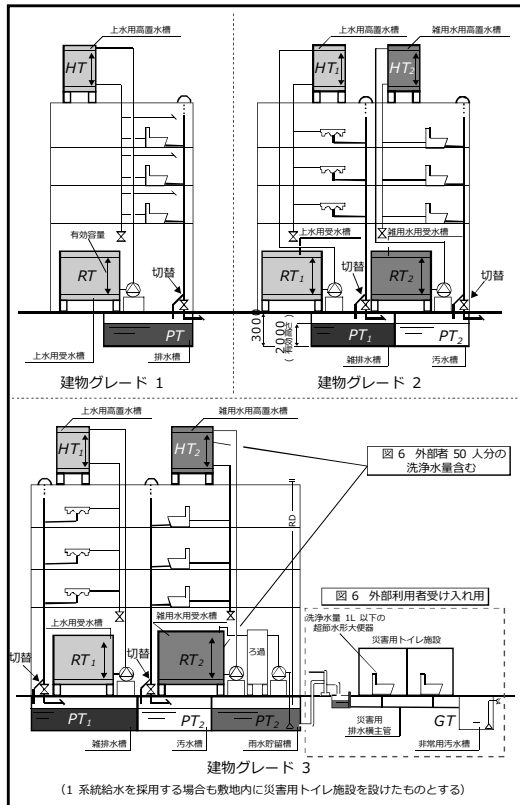 上水用高置水槽
HT
有効容量
RT
切替
PT
上水用受水槽
排水槽
建物グレード 1
上水用高置水槽
雑用水用高置水槽
HT1
HT2
上水用受水槽
雑用水用受水槽
RT1
切替
RT2
切替
300
2000
(有効高さ)
PT1
PT2
雑排水槽
汚水槽
建物グレード 2
上水用高置水槽
雑用水用高置水槽
HT1
HT2
図 6 外部者 50 人分の
洗浄水量含む
RD
図 6 外部利用者受け入れ用
上水用受水槽
雑用水用受水槽
洗浄水量 1L 以下の
超節水形大便器
災害用トイレ施設
切替
RT1
切替
RT2
ろ過
PT1
PT2
PT2
災害用
排水横主管
GT
雑排水槽
汚水槽
雨水貯留槽
非常用汚水槽
建物グレード 3
(1 系統給水を採用する場合も敷地内に災害用トイレ施設を設けたものとする)